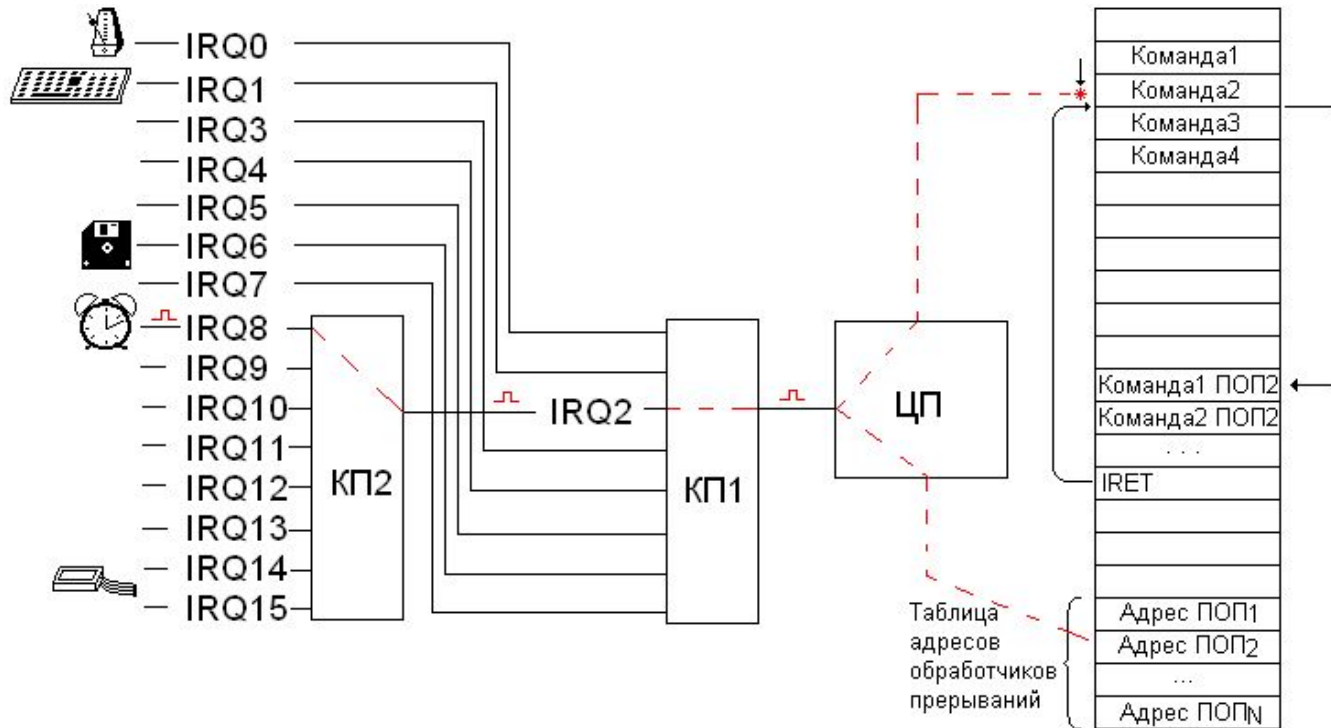 IRQ0
IRQ1
IRQ3
IRQ4
IRQ5
IRQ6
IRQ7
IRQ8
IRQ9
IRQ10
IRQ11
IRQ12
IRQ13
IRQ14
IRQ15
КП2
IRQ2
КП1
ЦП
Команда1
Команда2
Команда3
Команда4
Команда1 ПОП2
Команда2 ПОП2
. . .
IRET
Таблица
адресов
обработчиков
прерываний
Адрес ПОП1
Адрес ПОП2
...
Адрес ПОПN